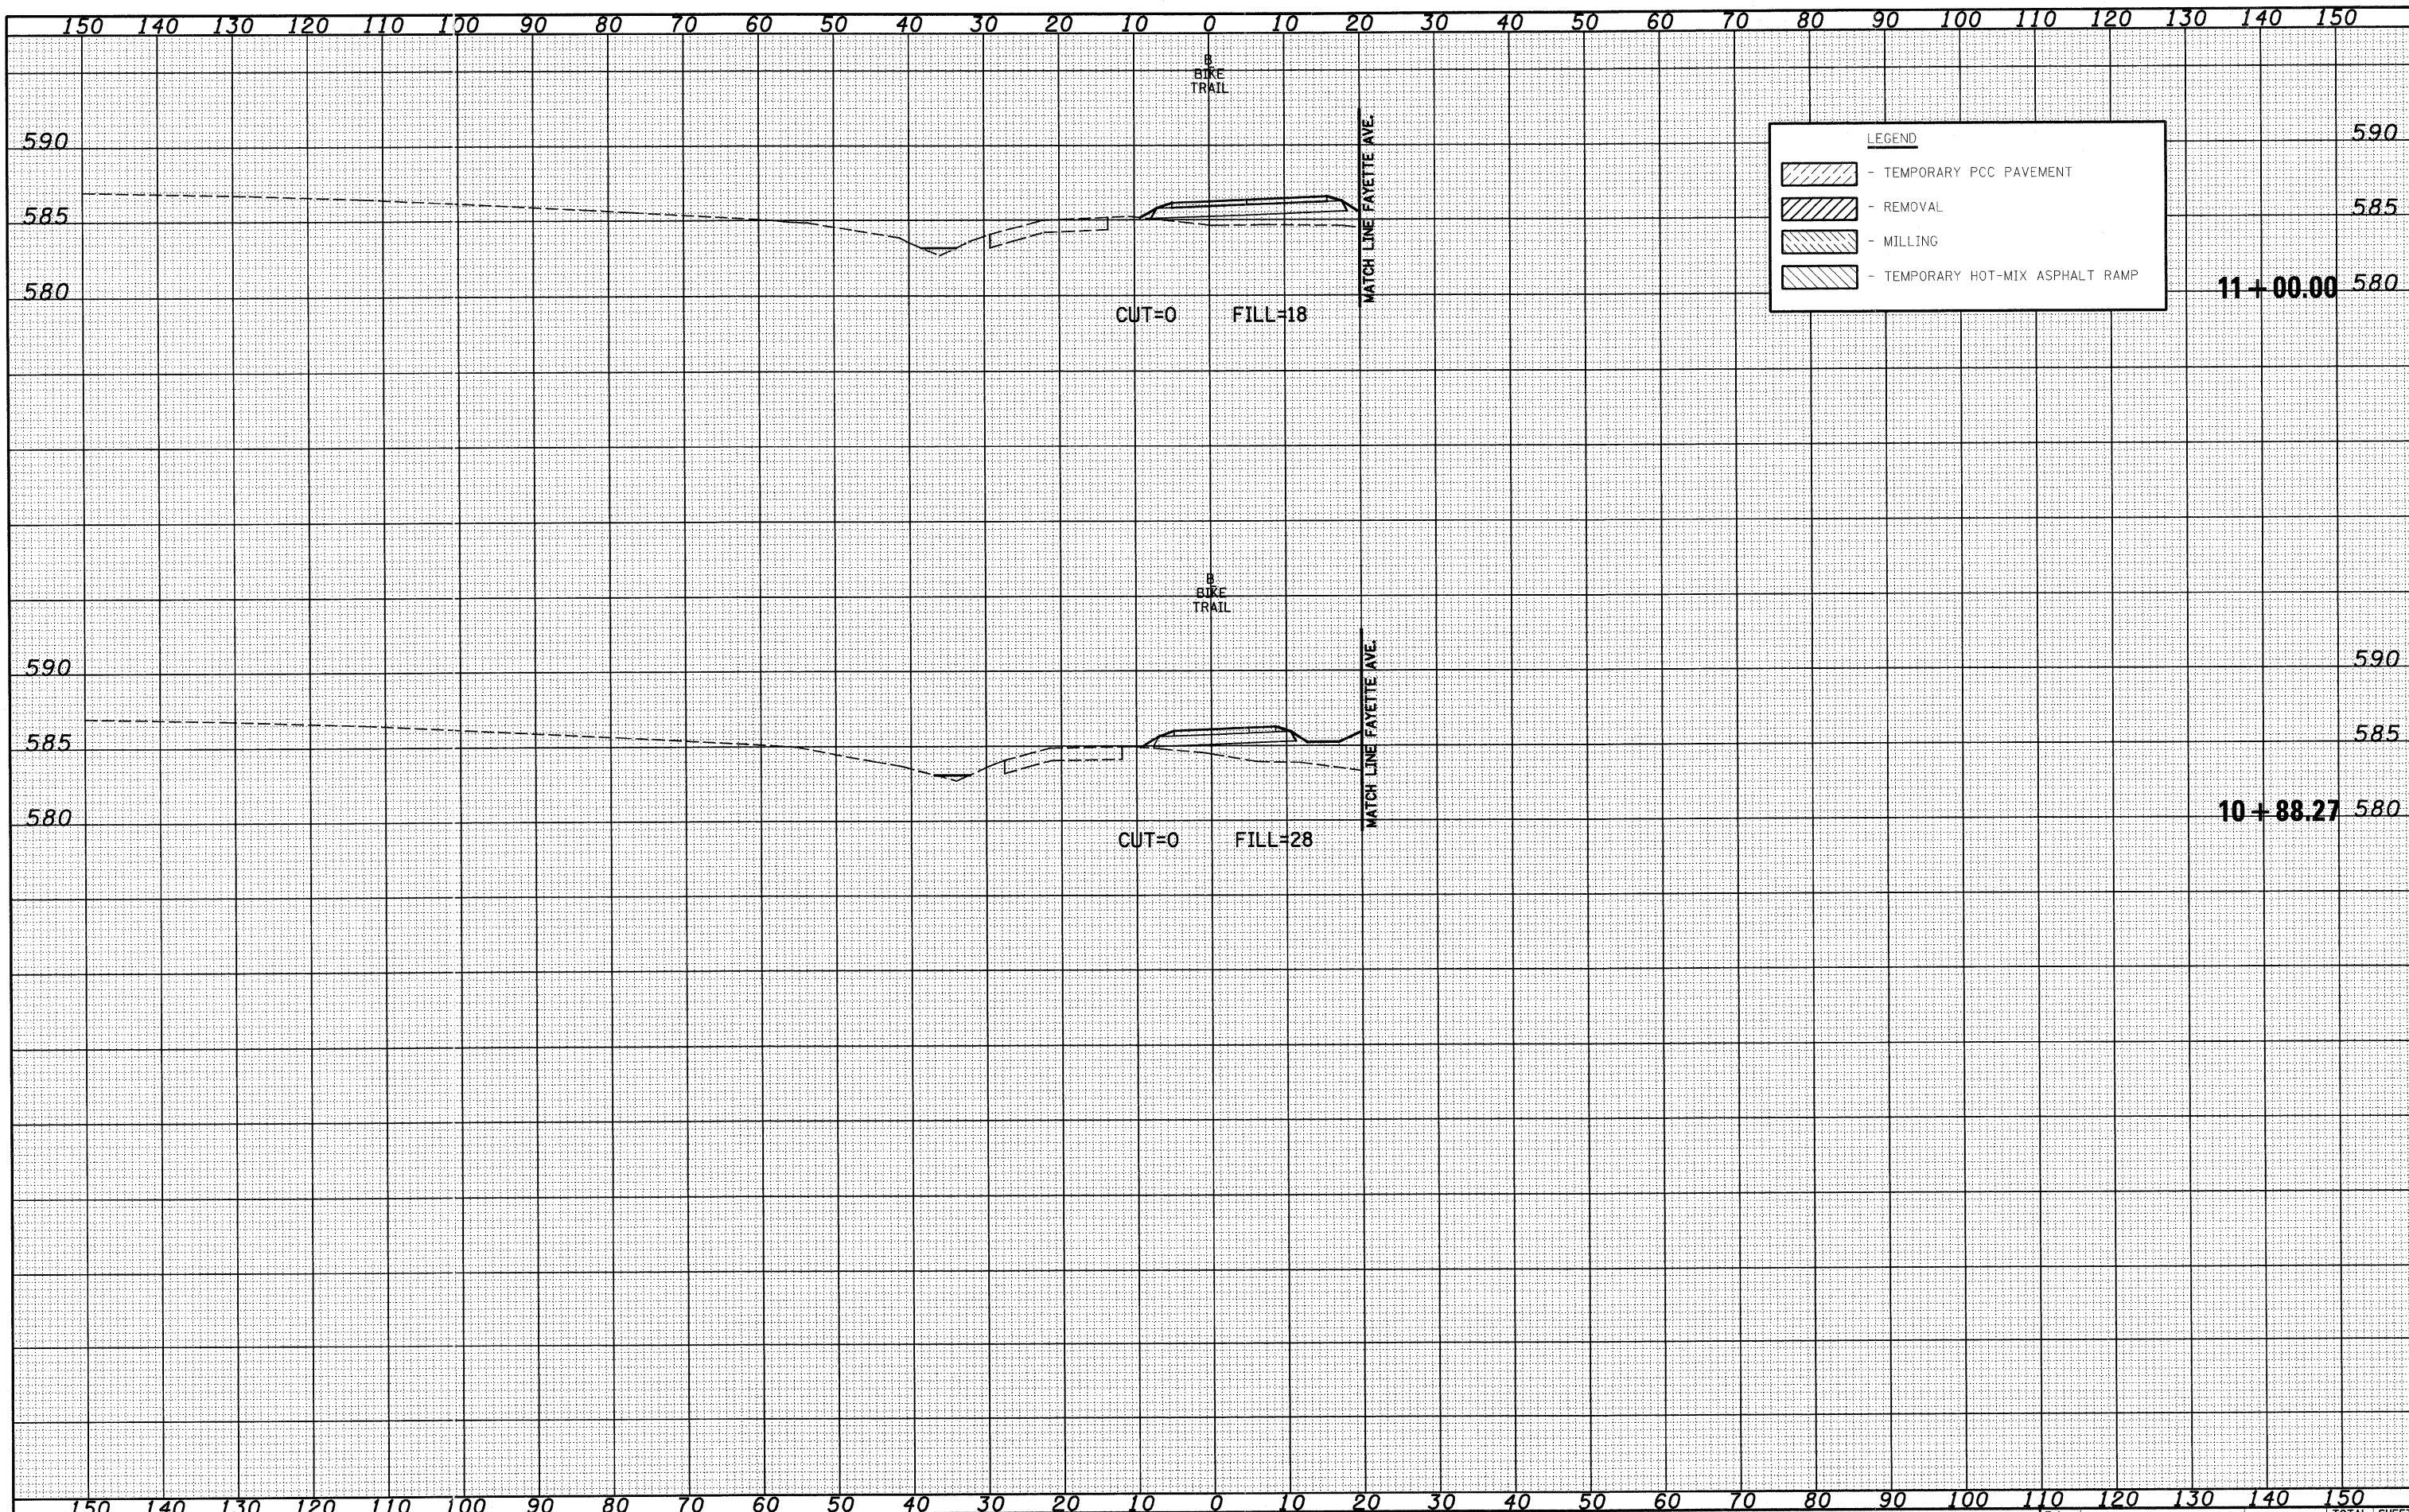 150 140 130 120 110 100 90 80 70 60 50 40 30 20 10 0 10 20 30 40 50 60 70 80 90 100 110 120 130 140 150
B
BIKE
TRAIL
MATCH LINE FAYETTE AVE.
LEGEND
- TEMPORARY PCC PAVEMENT
- REMOVAL
- MILLING
- TEMPORARY HOT-MIX ASPHALT RAMP
590 590
585 585
580 11+00.00 580
CUT=0 FILL=18
B
BIKE
TRAIL
MATCH LINE FAYETTE AVE.
590 590
585 585
580 10+88.27 580
CUT=0 FILL=28
150 140 130 120 110 100 90 80 70 60 50 40 30 20 10 0 10 20 30 40 50 60 70 80 90 100 110 120 130 140 150
TOTAL SHEET